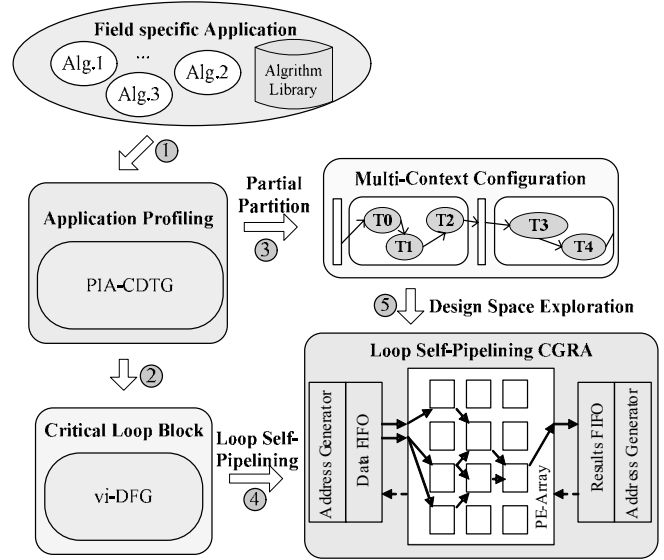 Field specific Application
Alg.1
...
Alg.2
Alg.3
Algrithm
Library
1
Application Profiling
PIA-CDTG
Partial
Partition
3
Multi-Context Configuration
T0
T1
T2
T3
T4
5
Design Space Exploration
2
Critical Loop Block
vi-DFG
Loop Self-
Pipelining
4
Loop Self-Pipelining CGRA
Address Generator
Data FIFO
PE-Array
Results FIFO
Address Generator